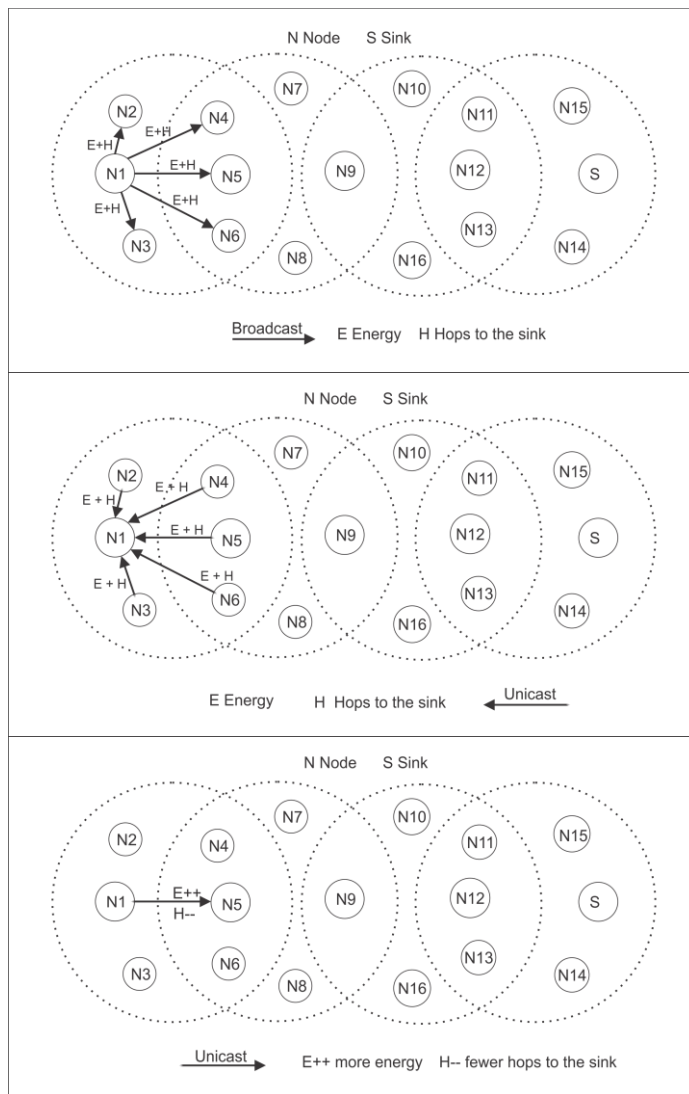 N Node S Sink
N7 N10
N2 N4 N11 N15
E+H E+H
N1 E+H N5 N9 N12 S
E+H E+H
N3 N6 N13 N14
N8 N16
Broadcast E Energy H Hops to the sink
N Node S Sink
N7 N10
N2 N4 N11 N15
E + H E + H
N1 E + H N5 N9 N12 S
E + H E + H
N3 N6 N13 N14
N8 N16
E Energy H Hops to the sink Unicast
N Node S Sink
N7 N10
N2 N4 N11 N15
N1 E++ N5 N9 N12 S
H--
N3 N6 N13 N14
N8 N16
Unicast E++ more energy H-- fewer hops to the sink